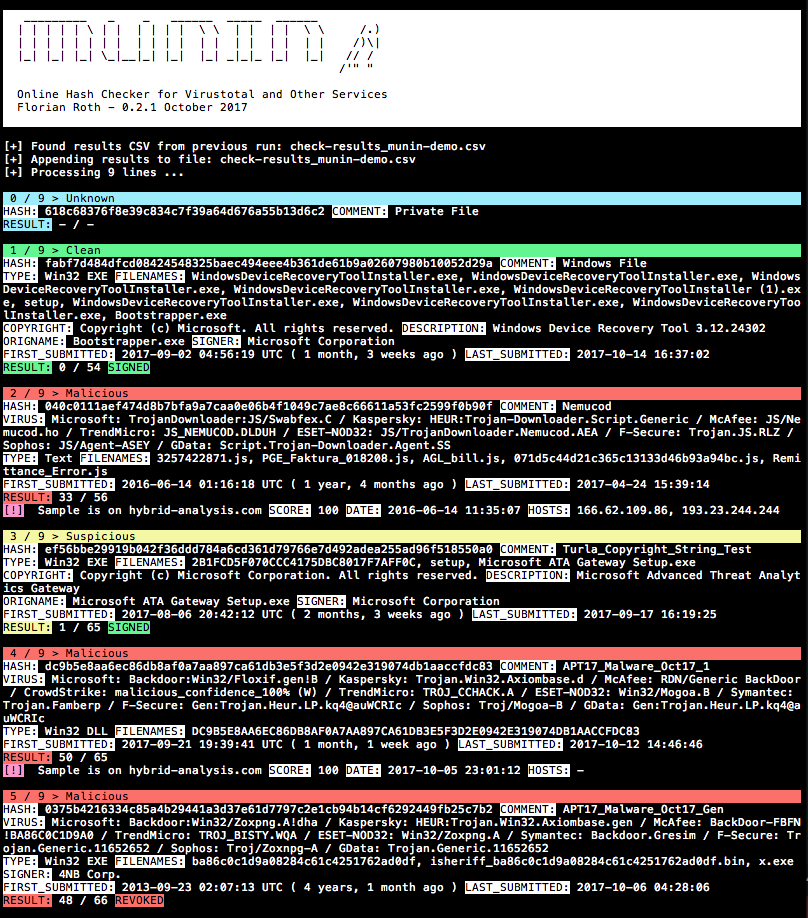 Online Hash Checker for Virustotal and Other Services
Florian Roth - 0.2.1 October 2017
[+] Found results CSV from previous run: check-results_munin-demo.csv
[+] Appending results to file: check-results_munin-demo.csv
[+] Processing 9 lines ...
0 / 9 > Unknown
HASH: 618c68376f8e39c834c7f39a64d676a55b13d6c2 COMMENT: Private File
RESULT: - / -
1 / 9 > Clean
HASH: fabf7d484dfcd08424548325baec494eee4b361de61b9a02607980b10052d29a COMMENT: Windows File
TYPE: Win32 EXE FILENAMES: WindowsDeviceRecoveryToolInstaller.exe, WindowsDeviceRecoveryToolInstaller.exe, Windows
DeviceRecoveryToolInstaller.exe, WindowsDeviceRecoveryToolInstaller.exe, WindowsDeviceRecoveryToolInstaller (1).ex
e, setup, WindowsDeviceRecoveryToolInstaller.exe, WindowsDeviceRecoveryToolInstaller.exe, WindowsDeviceRecoveryToo
lInstaller.exe, Bootstrapper.exe
COPYRIGHT: Copyright (c) Microsoft. All rights reserved. DESCRIPTION: Windows Device Recovery Tool 3.12.24302
ORIGNAME: Bootstrapper.exe SIGNER: Microsoft Corporation
FIRST_SUBMITTED: 2017-09-02 04:56:19 UTC ( 1 month, 3 weeks ago ) LAST_SUBMITTED: 2017-10-14 16:37:02
RESULT: 0 / 54 SIGNED
2 / 9 > Malicious
HASH: 040c0111aef474d8b7bfa9a7caa0e06b4f1049c7ae8c66611a53fc2599f0b90f COMMENT: Nemucod
VIRUS: Microsoft: TrojanDownloader:JS/Swabfex.C / Kaspersky: HEUR:Trojan-Downloader.Script.Generic / McAfee: JS/Ne
mucod.ho / TrendMicro: JS_NEMUCOD.DLDUH / ESET-NOD32: JS/TrojanDownloader.Nemucod.AEA / F-Secure: Trojan.JS.RLZ /
Sophos: JS/Agent-ASEY / GData: Script.Trojan-Downloader.Agent.SS
TYPE: Text FILENAMES: 3257422871.js, PGE_Faktura_018208.js, AGL_bill.js, 071d5c44d21c365c13133d46b93a94bc.js, Remi
ttance_Error.js
FIRST_SUBMITTED: 2016-06-14 01:16:18 UTC ( 1 year, 4 months ago ) LAST_SUBMITTED: 2017-04-24 15:39:14
RESULT: 33 / 56
[!] Sample is on hybrid-analysis.com SCORE: 100 DATE: 2016-06-14 11:35:07 HOSTS: 166.62.109.86, 193.23.244.244
3 / 9 > Suspicious
HASH: ef56bbe29919b042f36ddd784a6cd361d79766e7d492adea255ad96f518550a0 COMMENT: Turla_Copyright_String_Test
TYPE: Win32 EXE FILENAMES: 2B1FCD5F070CCC4175DBC8017F7AFF0C, setup, Microsoft ATA Gateway Setup.exe
COPYRIGHT: Copyright (c) Microsoft Corporation. All rights reserved. DESCRIPTION: Microsoft Advanced Threat Analyt
ics Gateway
ORIGNAME: Microsoft ATA Gateway Setup.exe SIGNER: Microsoft Corporation
FIRST_SUBMITTED: 2017-08-06 20:42:12 UTC ( 2 months, 3 weeks ago ) LAST_SUBMITTED: 2017-09-17 16:19:25
RESULT: 1 / 65 SIGNED
4 / 9 > Malicious
HASH: dc9b5e8aa6ec86db8af0a7aa897ca61db3e5f3d2e0942e319074db1aaccfdc83 COMMENT: APT17_Malware_Oct17_1
VIRUS: Microsoft: Backdoor:Win32/Floxif.gen!B / Kaspersky: Trojan.Win32.Axiombase.d / McAfee: RDN/Generic BackDoor
/ CrowdStrike: malicious_confidence_100% (W) / TrendMicro: TROJ_CCHACK.A / ESET-NOD32: Win32/Mogoa.B / Symantec:
Trojan.Famberp / F-Secure: Gen:Trojan.Heur.LP.kq4@auWCRIc / Sophos: Troj/Mogoa-B / GData: Gen:Trojan.Heur.LP.kq4@a
uWCRIc
TYPE: Win32 DLL FILENAMES: DC9B5E8AA6EC86DB8AF0A7AA897CA61DB3E5F3D2E0942E319074DB1AACCFDC83
FIRST_SUBMITTED: 2017-09-21 19:39:41 UTC ( 1 month, 1 week ago ) LAST_SUBMITTED: 2017-10-12 14:46:46
RESULT: 50 / 65
[!] Sample is on hybrid-analysis.com SCORE: 100 DATE: 2017-10-05 23:01:12 HOSTS: -
5 / 9 > Malicious
HASH: 0375b4216334c85a4b29441a3d37e61d7797c2e1cb94b14cf6292449fb25c7b2 COMMENT: APT17_Malware_Oct17_Gen
VIRUS: Microsoft: Backdoor:Win32/Zoxpng.A!dha / Kaspersky: HEUR:Trojan.Win32.Axiombase.gen / McAfee: BackDoor-FBFN
!BA86C0C1D9A0 / TrendMicro: TROJ_BISTY.WQA / ESET-NOD32: Win32/Zoxpng.A / Symantec: Backdoor.Gresim / F-Secure: Tr
ojan.Generic.11652652 / Sophos: Troj/Zoxnpg-A / GData: Trojan.Generic.11652652
TYPE: Win32 EXE FILENAMES: ba86c0c1d9a08284c61c4251762ad0df, isheriff_ba86c0c1d9a08284c61c4251762ad0df.bin, x.exe
SIGNER: 4NB Corp.
FIRST_SUBMITTED: 2013-09-23 02:07:13 UTC ( 4 years, 1 month ago ) LAST_SUBMITTED: 2017-10-06 04:28:06
RESULT: 48 / 66 REVOKED